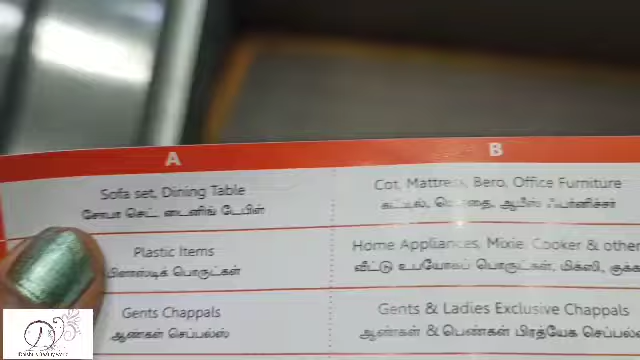 A
B
Sofa set, Dining Table
சோபா செட், டைனிங் டேபிள்
Cot, Mattress, Bero, Office Furniture
கட்டில், மெத்தை, ஆபீஸ் ஃபர்னிச்சர்
Plastic Items
பிளாஸ்டிக் பொருட்கள்
Home Appliances, Mixie, Cooker & other
வீட்டு உபயோகப் பொருட்கள், மிக்ஸி,
Gents Chappals
ஆண்கள் செப்பல்ஸ்
Gents & Ladies Exclusive Chappals
ஆண்கள் & பெண்கள் பிரத்யேக